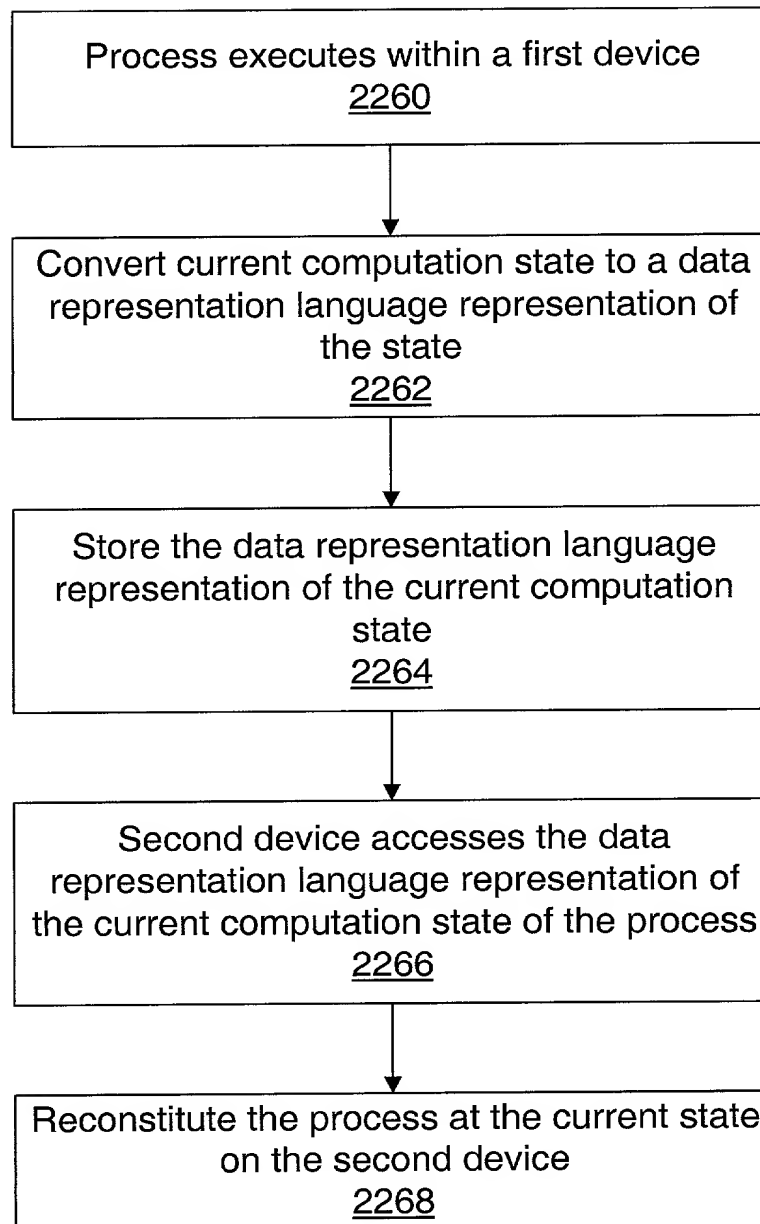 Process executes within a first device
2260
Convert current computation state to a data
representation language representation of
the state
2262
Store the data representation language
representation of the current computation
state
2264
Second device accesses the data
representation language representation of
the current computation state of the process
2266
Reconstitute the process at the current state
on the second device
2268